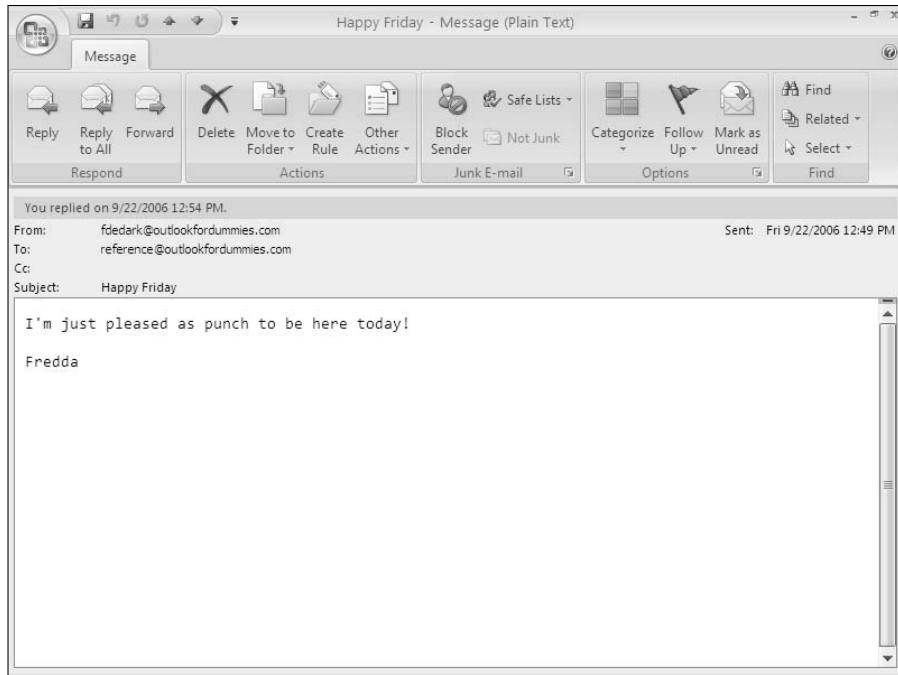 Happy Friday - Message (Plain Text)
Message
Reply
Reply to All
Forward
Delete
Move to Folder
Create Rule
Other Actions
Block Sender
Safe Lists
Not Junk
Categorize
Follow Up
Mark as Unread
Find
Related
Select
Respond
Actions
Junk E-mail
Options
Find
You replied on 9/22/2006 12:54 PM.
From: fdedark@outlookfordummies.com Sent: Fri 9/22/2006 12:49 PM
To: reference@outlookfordummies.com
Cc:
Subject: Happy Friday
I'm just pleased as punch to be here today!
Fredda